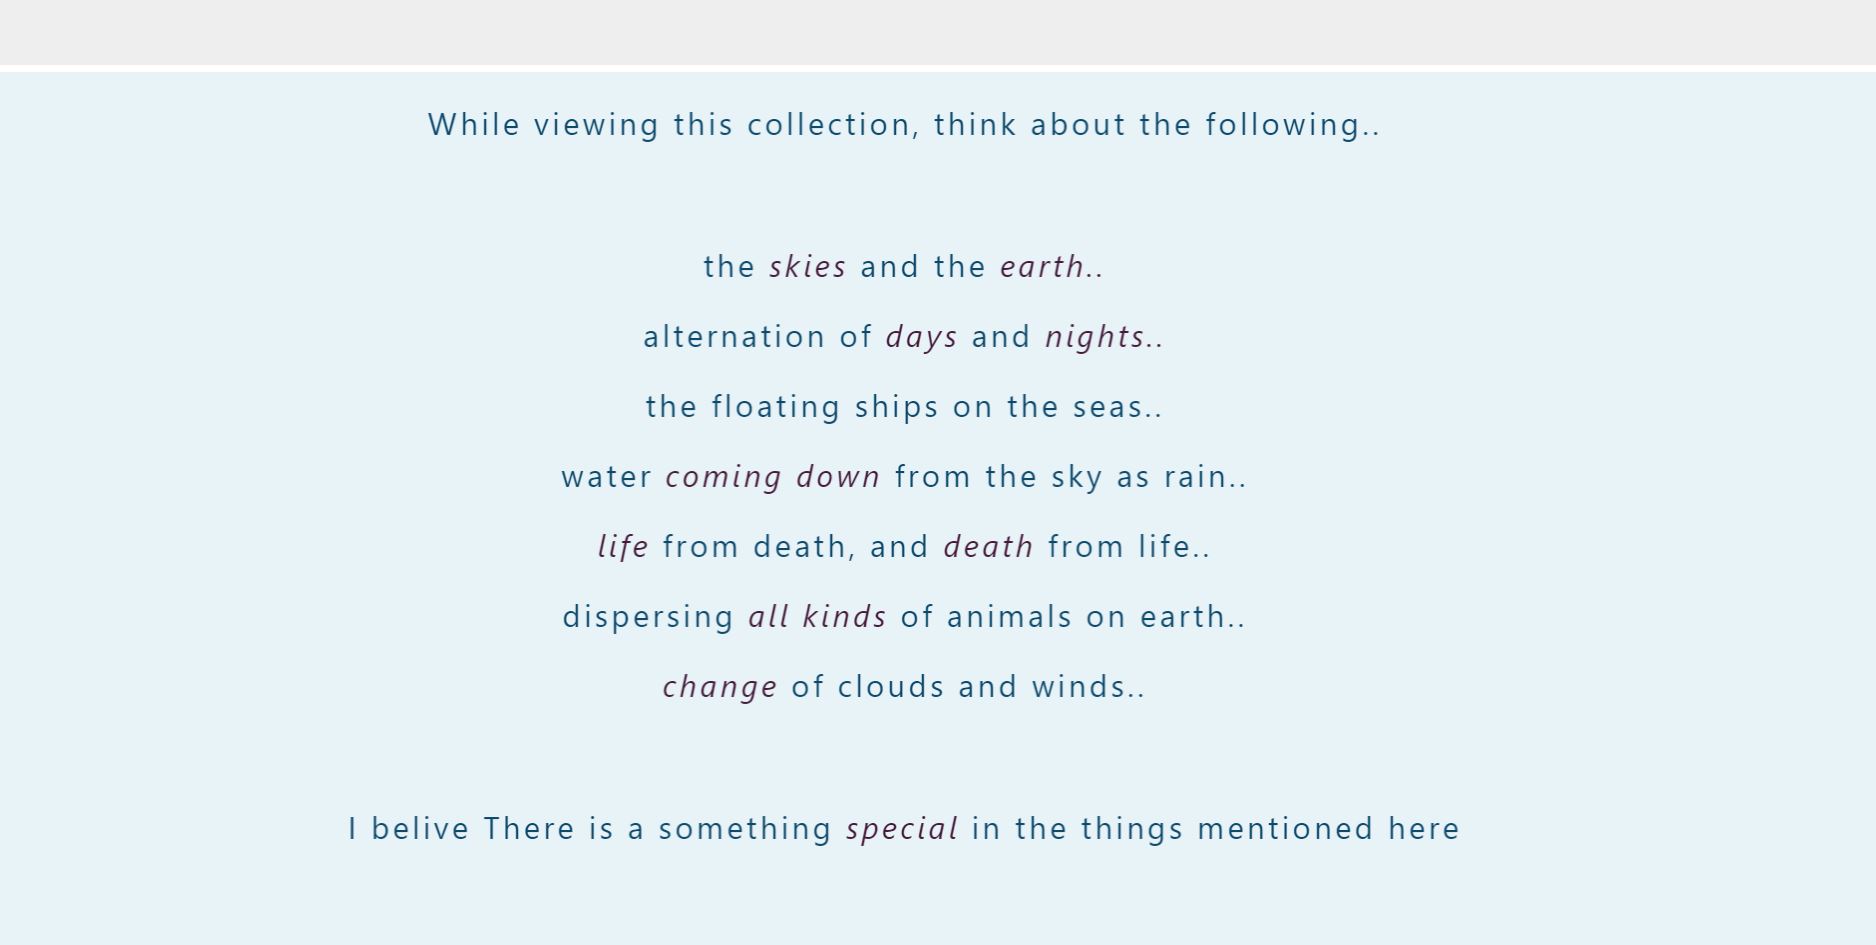 While viewing this collection, think about the following..
the skies and the earth..
alternation of days and nights..
the floating ships on the seas..
water coming down from the sky as rain..
life from death, and death from life..
dispersing all kinds of animals on earth..
change of clouds and winds..
I belive There is a something special in the things mentioned here